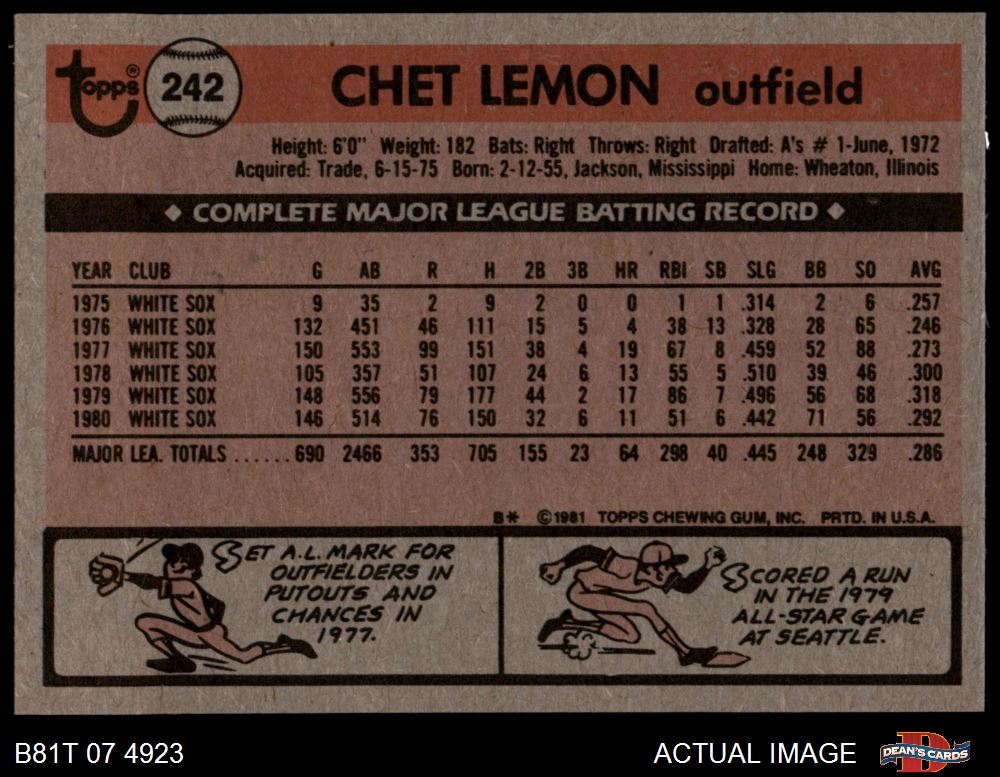 topps® 242 CHET LEMON outfield
Height: 6'0" Weight: 182 Bats: Right Throws: Right Drafted: A's # 1-June, 1972
Acquired: Trade, 6-15-75 Born: 2-12-55, Jackson, Mississippi Home: Wheaton, Illinois
◆ COMPLETE MAJOR LEAGUE BATTING RECORD ◆
YEAR CLUB G AB R H 2B 3B HR RBI SB SLG BB SO AVG
1975 WHITE SOX 9 35 2 9 2 0 0 1 1 .314 2 6 .257
1976 WHITE SOX 132 451 46 111 15 5 4 38 13 .328 28 65 .246
1977 WHITE SOX 150 553 99 151 38 4 19 67 8 .459 52 88 .273
1978 WHITE SOX 105 357 51 107 24 6 13 55 5 .510 39 46 .300
1979 WHITE SOX 148 556 79 177 44 2 17 86 7 .496 56 68 .318
1980 WHITE SOX 146 514 76 150 32 6 11 51 6 .442 71 56 .292
MAJOR LEA. TOTALS ......690 2466 353 705 155 23 64 298 40 .445 248 329 .286
B* ©1981 TOPPS CHEWING GUM, INC. PRTD. IN U.S.A.
SET A.L. MARK FOR
OUTFIELDERS IN
PUTOUTS AND
CHANCES IN
1977.
SCORED A RUN
IN THE 1979
ALL-STAR GAME
AT SEATTLE.
B81T 07 4923 ACTUAL IMAGE DEAN'S CARDS